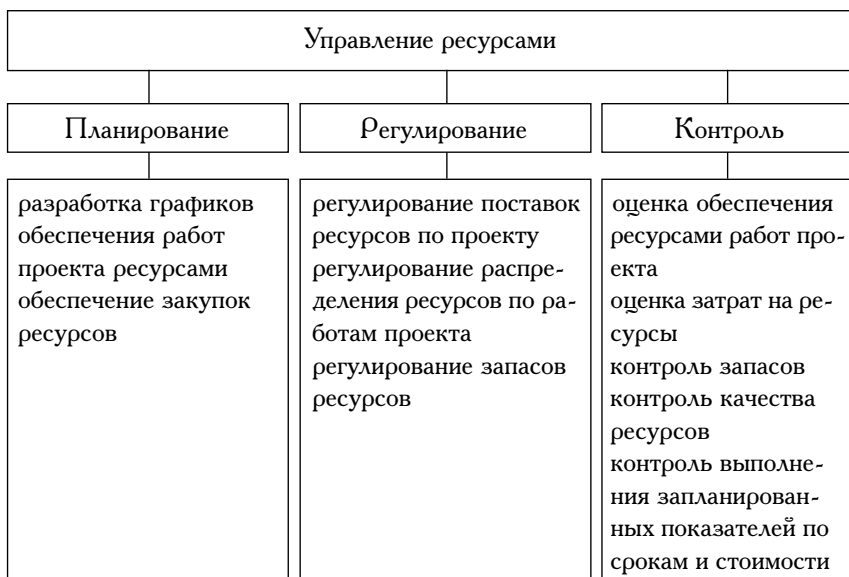 Управление ресурсами
Планирование
Регулирование
Контроль
разработка графиков
обеспечения работ
проекта ресурсами
обеспечение закупок
ресурсов
регулирование поставок
ресурсов по проекту
регулирование распре-
деления ресурсов по ра-
ботам проекта
регулирование запасов
ресурсов
оценка обеспечения
ресурсами работ про-
екта
оценка затрат на ре-
сурсы
контроль запасов
контроль качества
ресурсов
контроль выполне-
ния запланирован-
ных показателей по
срокам и стоимости